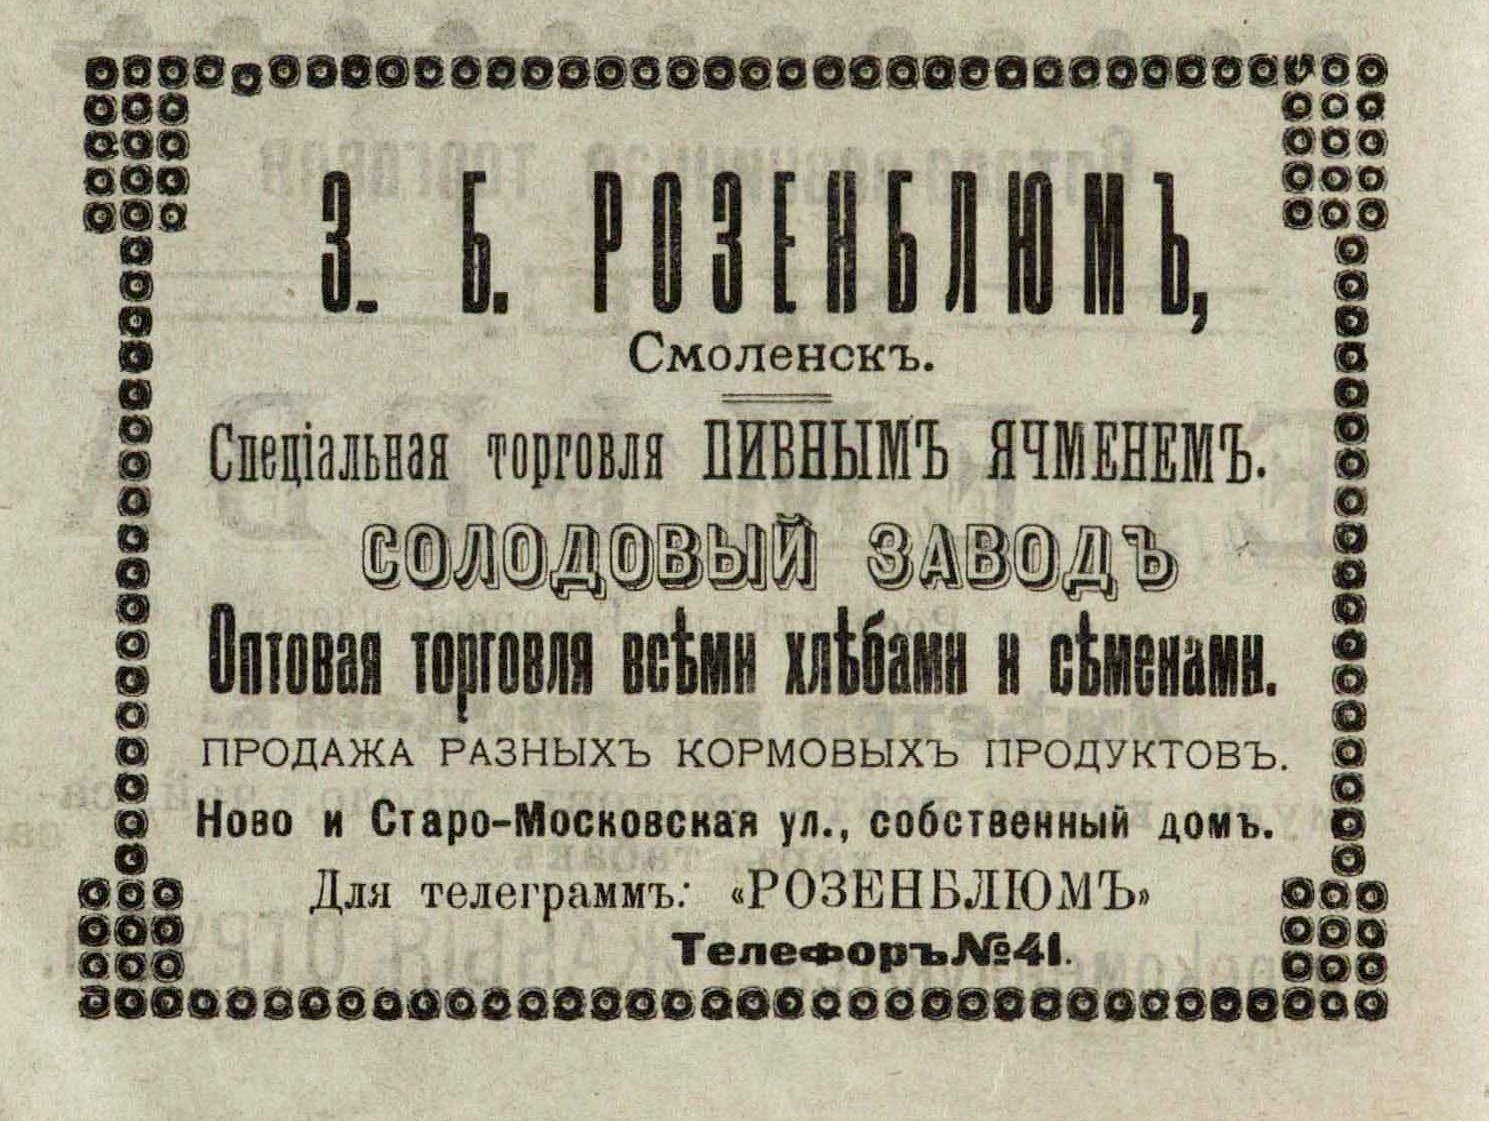 З. Б. РОЗЕНБЛЮМЪ,
Смоленскъ.
Спеціальная торговля ПИВНЫМЪ ЯЧМЕНЕМЪ.
СОЛОДОВЫЙ ЗАВОДЪ
Оптовая торговля всѣми хлѣбами и сѣменами.
ПРОДАЖА РАЗНЫХЪ КОРМОВЫХЪ ПРОДУКТОВЪ.
Ново и Старо-Московская ул., собственный домъ.
Для телеграммъ: «РОЗЕНБЛЮМЪ»
Телефоръ №41.